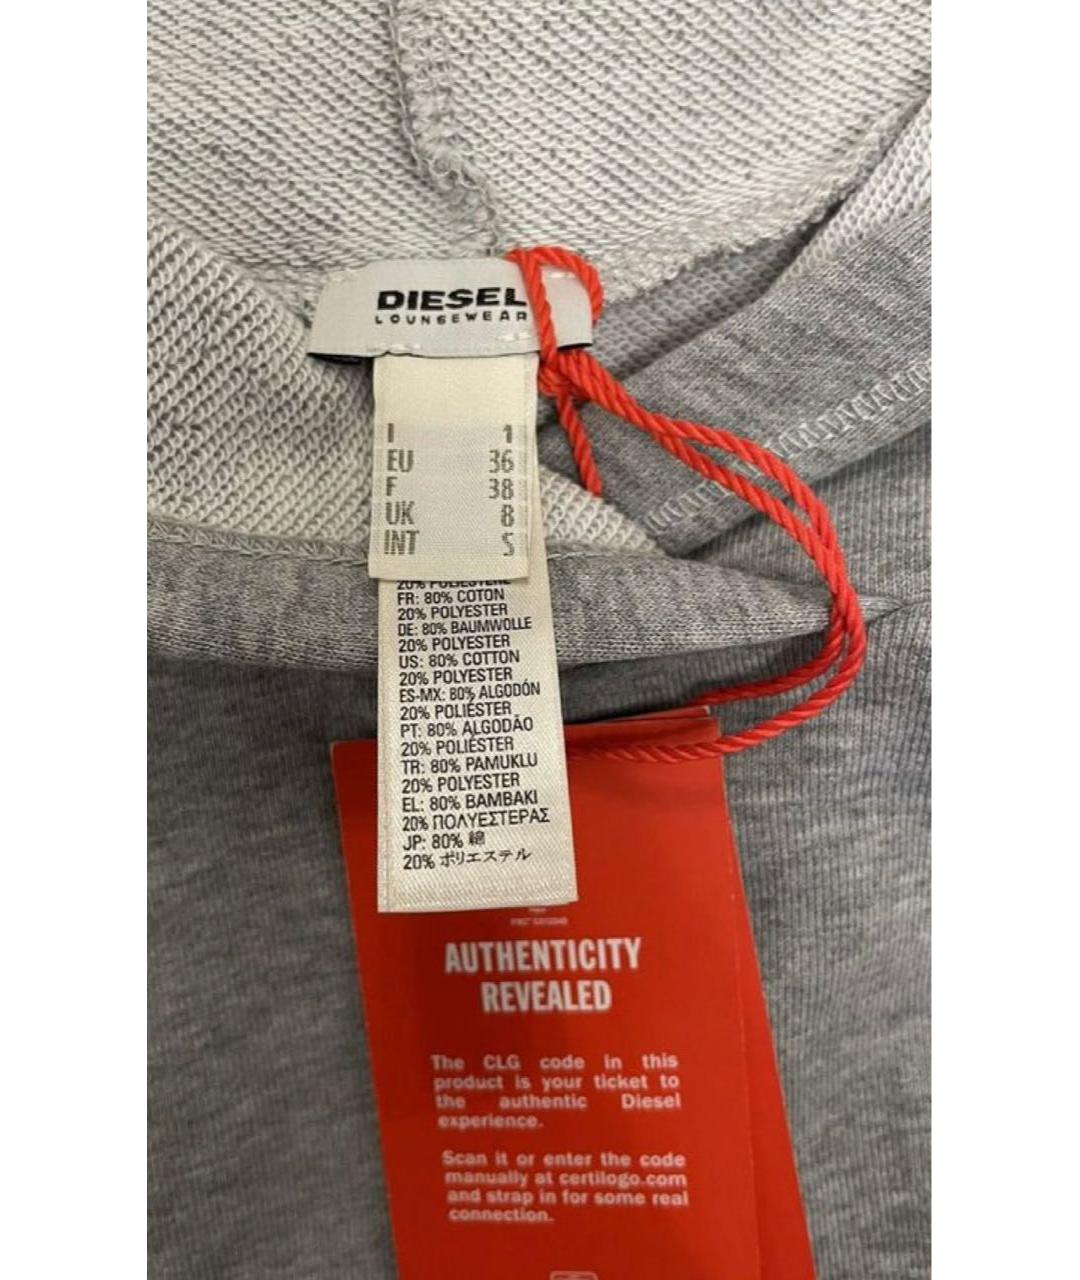 DIESEL
LOUNGEWEAR
I 1
EU 36
F 38
UK 8
INT S
20% POLIESTERE
FR: 80% COTON
20% POLYESTER
DE: 80% BAUMWOLLE
20% POLYESTER
US: 80% COTTON
20% POLYESTER
ES-MX: 80% ALGODÓN
20% POLIÉSTER
PT: 80% ALGODÃO
20% POLIÉSTER
TR: 80% PAMUKLU
20% POLYESTER
EL: 80% BAMBAKI
20% ΠΟΛΥΕΣΤΕΡΑΣ
JP: 80% 綿
20% ポリエステル
AUTHENTICITY
REVEALED
The CLG code in this
product is your ticket to
the authentic Diesel
experience.
Scan it or enter the code
manually at certilogo.com
and strap in for some real
connection.